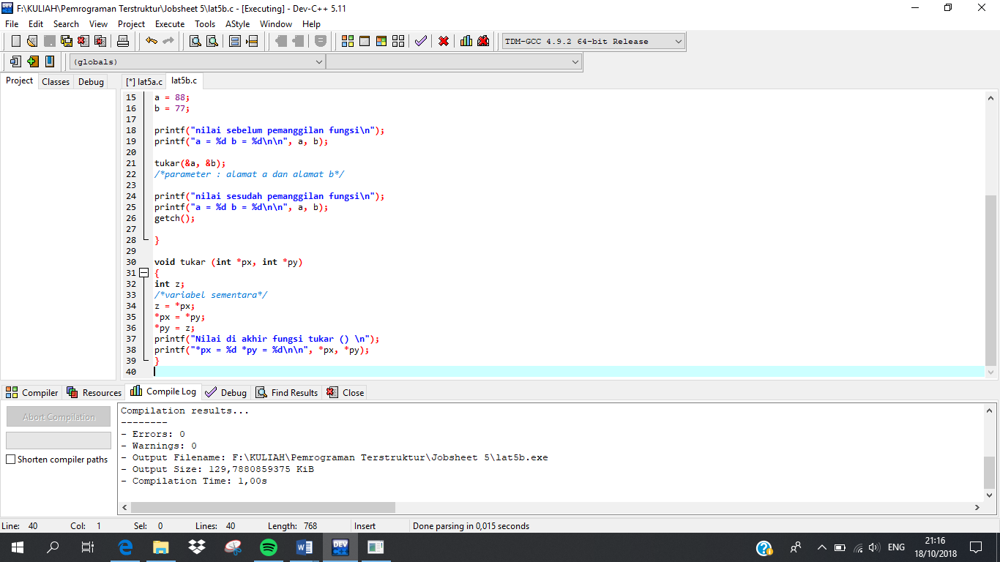 F:\KULIAH\Pemrograman Terstruktur\Jobsheet 5\lat5b.c - [Executing] - Dev-C++ 5.11
File Edit Search View Project Execute Tools AStyle Window Help
TDM-GCC 4.9.2 64-bit Release
(globals)
Project Classes Debug [*] lat5a.c lat5b.c
15 a = 88;
16 b = 77;
17
18 printf("nilai sebelum pemanggilan fungsi\n");
19 printf("a = %d b = %d\n\n", a, b);
20
21 tukar(&a, &b);
22 /*parameter : alamat a dan alamat b*/
23
24 printf("nilai sesudah pemanggilan fungsi\n");
25 printf("a = %d b = %d\n\n", a, b);
26 getch();
27
28 }
29
30 void tukar (int *px, int *py)
31 {
32 int z;
33 /*variabel sementara*/
34 z = *px;
35 *px = *py;
36 *py = z;
37 printf("Nilai di akhir fungsi tukar () \n");
38 printf("*px = %d *py = %d\n\n", *px, *py);
39 }
40
Compiler Resources Compile Log Debug Find Results Close
Abort Compilation
Shorten compiler paths
Compilation results...
--------
- Errors: 0
- Warnings: 0
- Output Filename: F:\KULIAH\Pemrograman Terstruktur\Jobsheet 5\lat5b.exe
- Output Size: 129,7880859375 KiB
- Compilation Time: 1,00s
Line: 40 Col: 1 Sel: 0 Lines: 40 Length: 768 Insert Done parsing in 0,015 seconds
DEV
ENG
21:16
18/10/2018